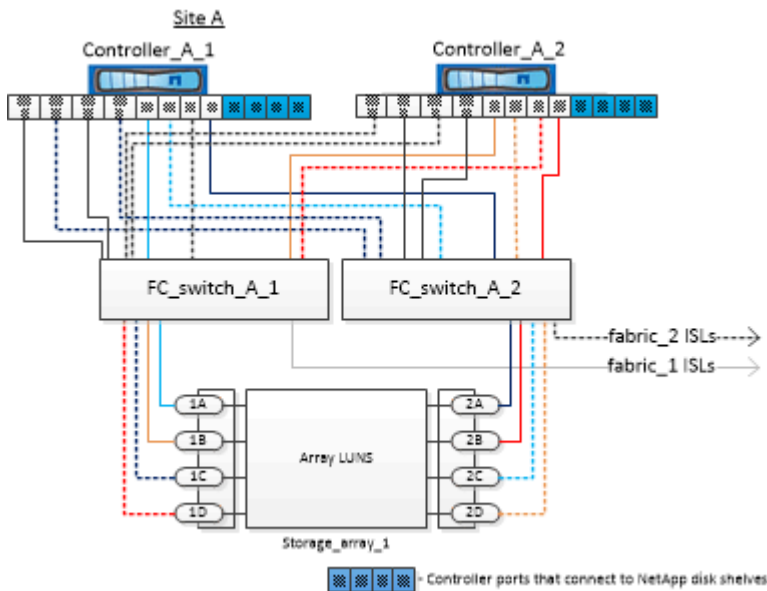 Site A
Controller_A_1
Controller_A_2
FC_switch_A_1
FC_switch_A_2
fabric_2 ISLs
fabric_1 ISLs
1A
2A
1B
2B
Array LUNS
1C
2C
1D
2D
Storage_array_1
- Controller ports that connect to NetApp disk shelves